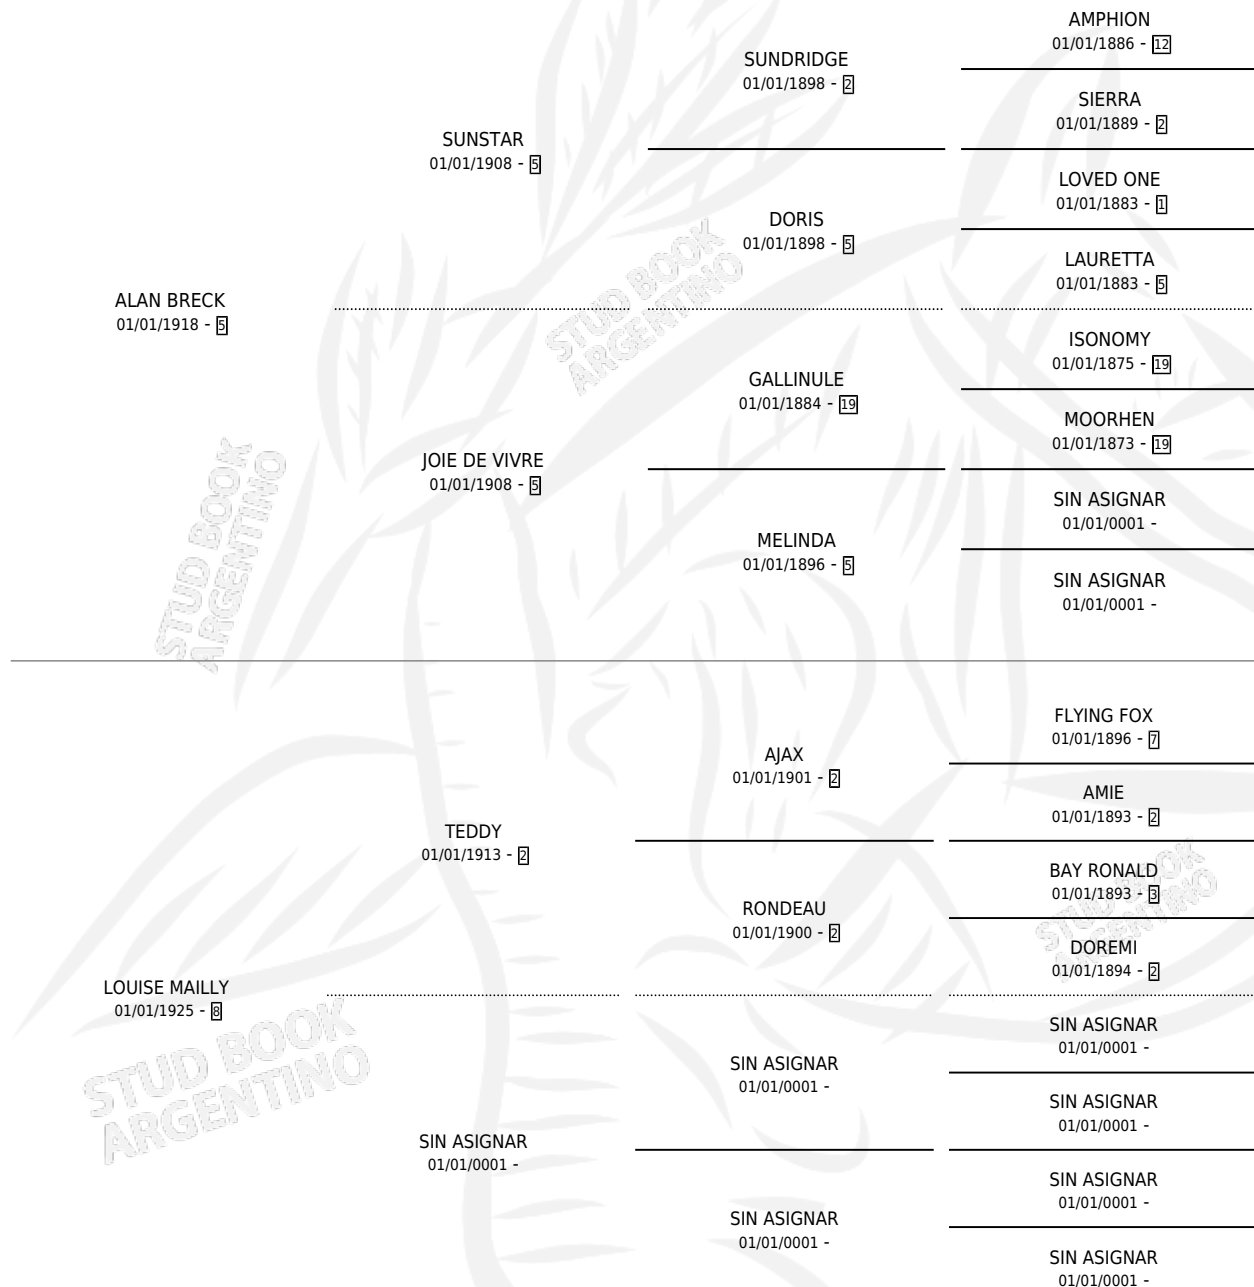 AMPHION
01/01/1886 - 12
SUNDRIDGE
01/01/1898 - 2
SIERRA
01/01/1889 - 2
SUNSTAR
01/01/1908 - 5
LOVED ONE
01/01/1883 - 1
DORIS
01/01/1898 - 5
LAURETTA
01/01/1883 - 5
ALAN BRECK
01/01/1918 - 5
ISONOMY
01/01/1875 - 19
GALLINULE
01/01/1884 - 19
MOORHEN
01/01/1873 - 19
JOIE DE VIVRE
01/01/1908 - 5
SIN ASIGNAR
01/01/0001 -
MELINDA
01/01/1896 - 5
SIN ASIGNAR
01/01/0001 -
FLYING FOX
01/01/1896 - 7
AJAX
01/01/1901 - 2
AMIE
01/01/1893 - 2
TEDDY
01/01/1913 - 2
BAY RONALD
01/01/1893 - 3
RONDEAU
01/01/1900 - 2
DOREMI
01/01/1894 - 2
LOUISE MAILLY
01/01/1925 - 8
SIN ASIGNAR
01/01/0001 -
SIN ASIGNAR
01/01/0001 -
SIN ASIGNAR
01/01/0001 -
SIN ASIGNAR
01/01/0001 -
SIN ASIGNAR
01/01/0001 -
SIN ASIGNAR
01/01/0001 -
SIN ASIGNAR
01/01/0001 -
STUD BOOK
ARGENTINO
STUD BOOK
ARGENTINO
STUD BOOK
ARGENTINO
STUD BOOK
ARGENTINO